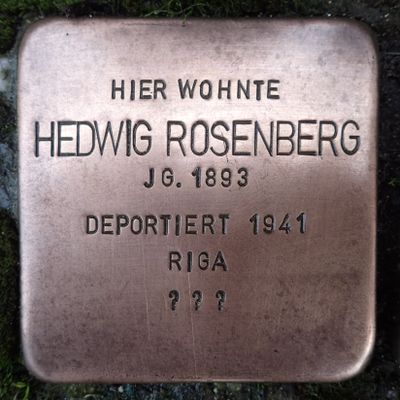 HIER WOHNTE
HEDWIG ROSENBERG
JG. 1893
DEPORTIERT 1941
RIGA
? ? ?